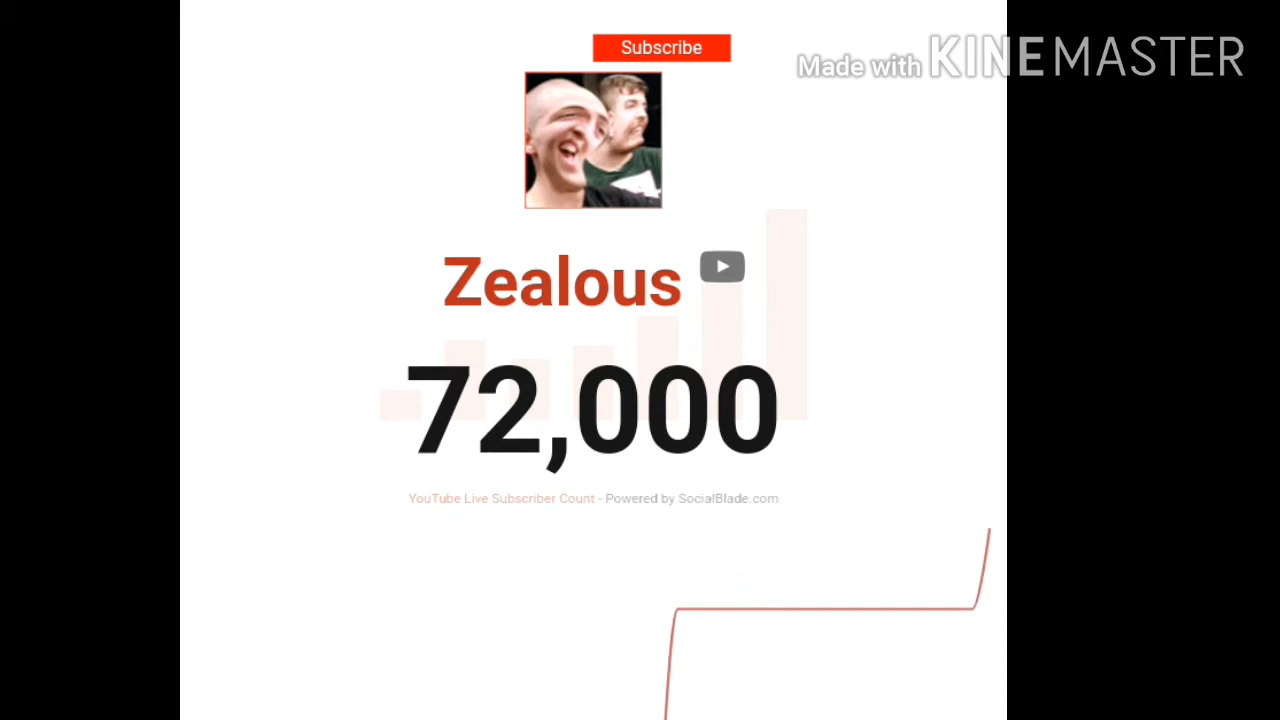 Subscribe
Made with KINEMASTER
Zealous
72,000
YouTube Live Subscriber Count - Powered by SocialBlade.com